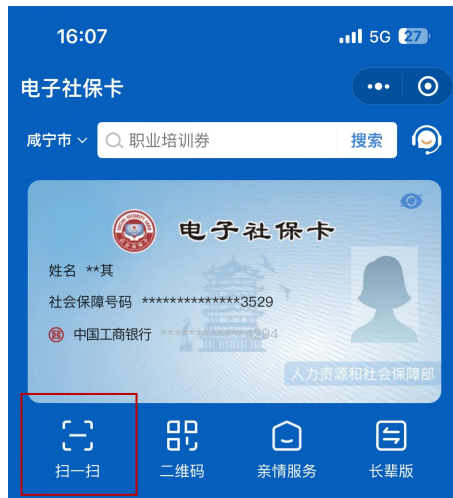 16:07
5G 27
电子社保卡
咸宁市 职业培训券 搜索
电子社保卡
姓名 **其
社会保障号码 **************3529
中国工商银行
人力资源和社会保障部
扫一扫 二维码 亲情服务 长辈版